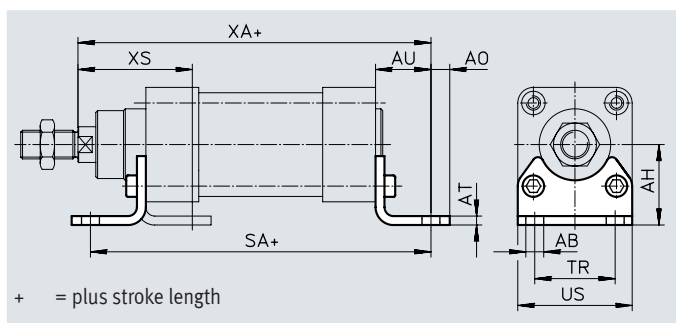 XA+
XS
AU
AO
AT
AH
SA+
AB
TR
US
+ = plus stroke length